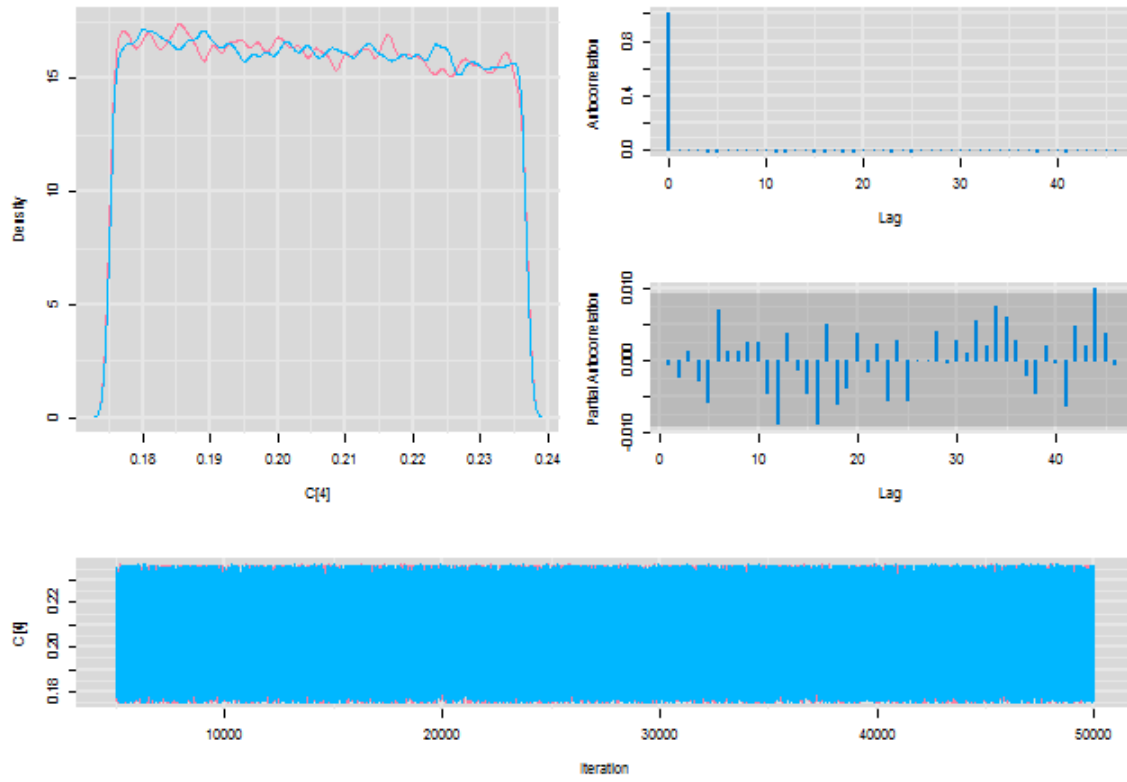 Density
0
5
10
15
0.18 0.19 0.20 0.21 0.22 0.23 0.24
C[4]
Autocorrelation
0.0 0.4 0.8
0 10 20 30 40
Lag
Partial Autocorrelation
-0.010 0.000 0.010
0 10 20 30 40
Lag
C[4]
0.18 0.20 0.22
10000 20000 30000 40000 50000
Iteration